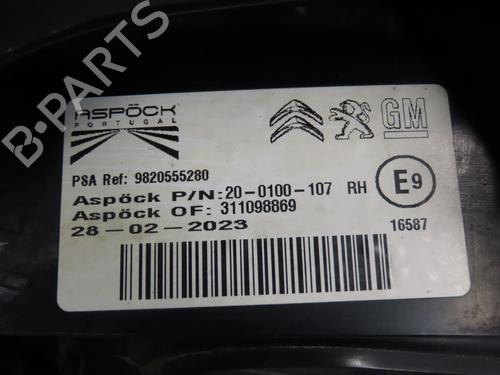 B-PARTS
ASPÖCK
PORTUGAL
GM
PSA Ref: 9820555280
Aspöck P/N:20-0100-107 RH
E9
Aspöck OF: 311098869
28-02-2023
16587